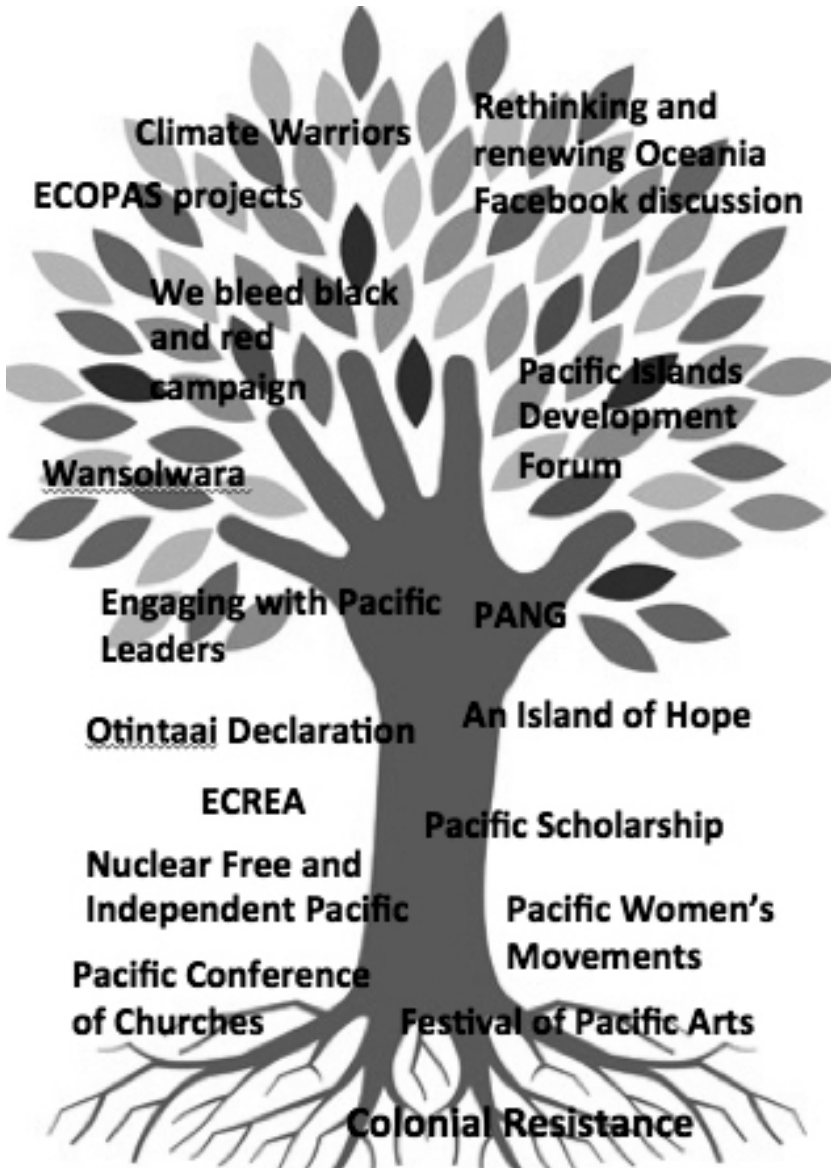 Climate Warriors
Rethinking and
renewing Oceania
Facebook discussion
ECOPAS projects
We bleed black
and red
campaign
Pacific Islands
Development
Forum
Wansolwara
Engaging with Pacific
Leaders
PANG
Otintaai Declaration
An Island of Hope
ECREA
Pacific Scholarship
Nuclear Free and
Independent Pacific
Pacific Women’s
Movements
Pacific Conference
of Churches
Festival of Pacific Arts
Colonial Resistance